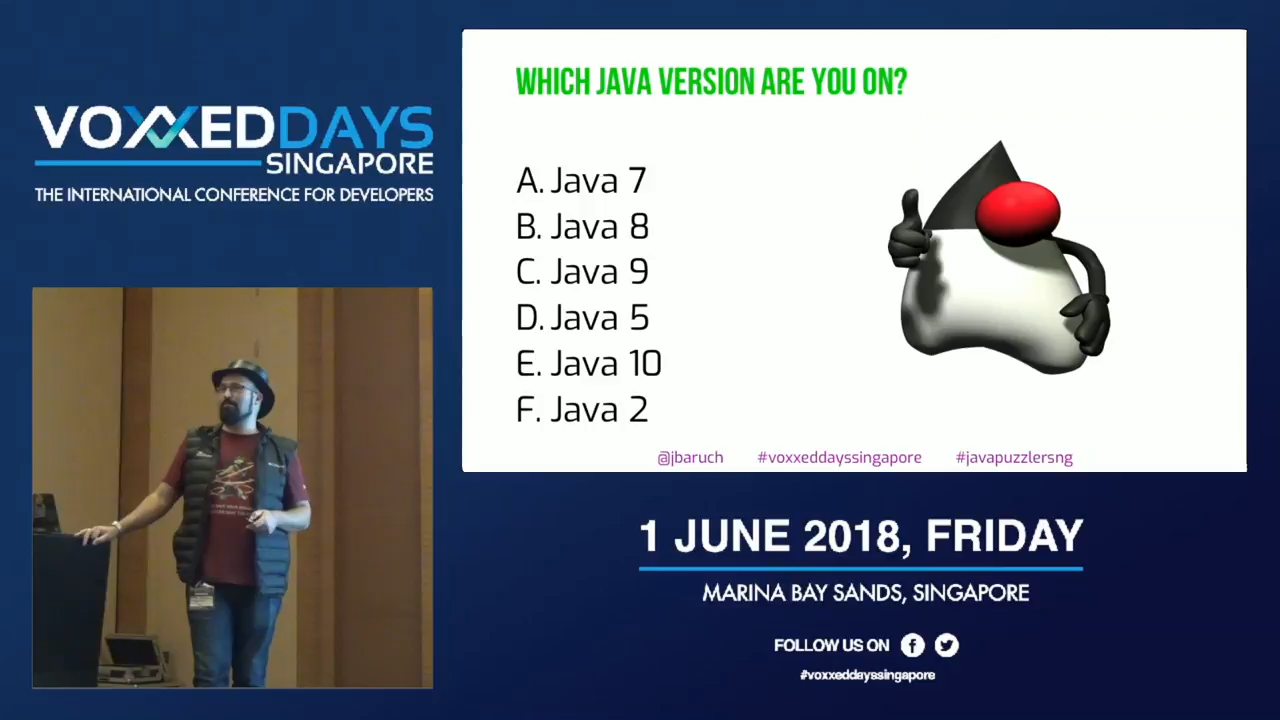 VOXXEDDAYS
SINGAPORE
THE INTERNATIONAL CONFERENCE FOR DEVELOPERS
WHICH JAVA VERSION ARE YOU ON?
A. Java 7
B. Java 8
C. Java 9
D. Java 5
E. Java 10
F. Java 2
@jbaruch #voxxeddayssingapore #javapuzzlersng
1 JUNE 2018, FRIDAY
MARINA BAY SANDS, SINGAPORE
FOLLOW US ON
#voxxeddayssingapore